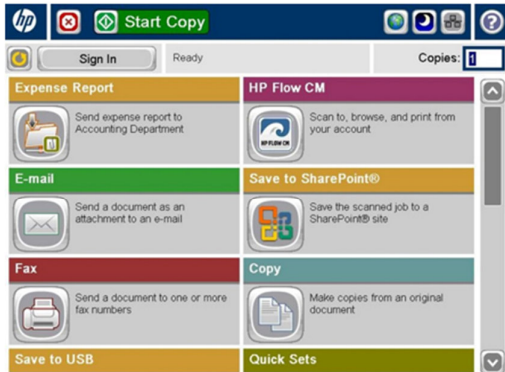 hp Start Copy ?
Sign In Ready Copies: 1
Expense Report
Send expense report to
Accounting Department
HP Flow CM
HP FLOW CM
Scan to, browse, and print from
your account
E-mail
Send a document as an
attachment to an e-mail
Save to SharePoint®
Save the scanned job to a
SharePoint® site
Fax
Send a document to one or more
fax numbers
Copy
Make copies from an original
document
Save to USB
Quick Sets